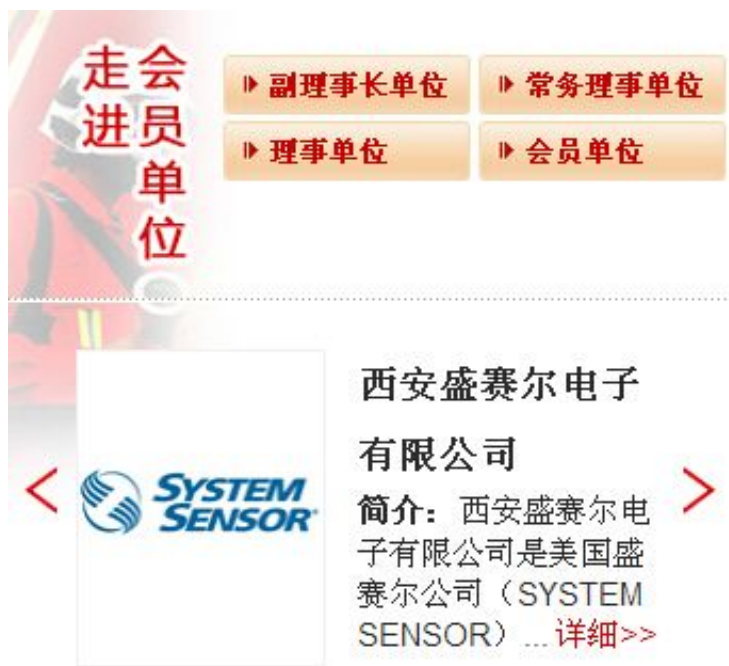 走进会员单位
副理事长单位
常务理事单位
理事单位
会员单位
SYSTEM
SENSOR
西安盛赛尔电子
有限公司
简介：西安盛赛尔电
子有限公司是美国盛
赛尔公司（SYSTEM
SENSOR）...详细>>